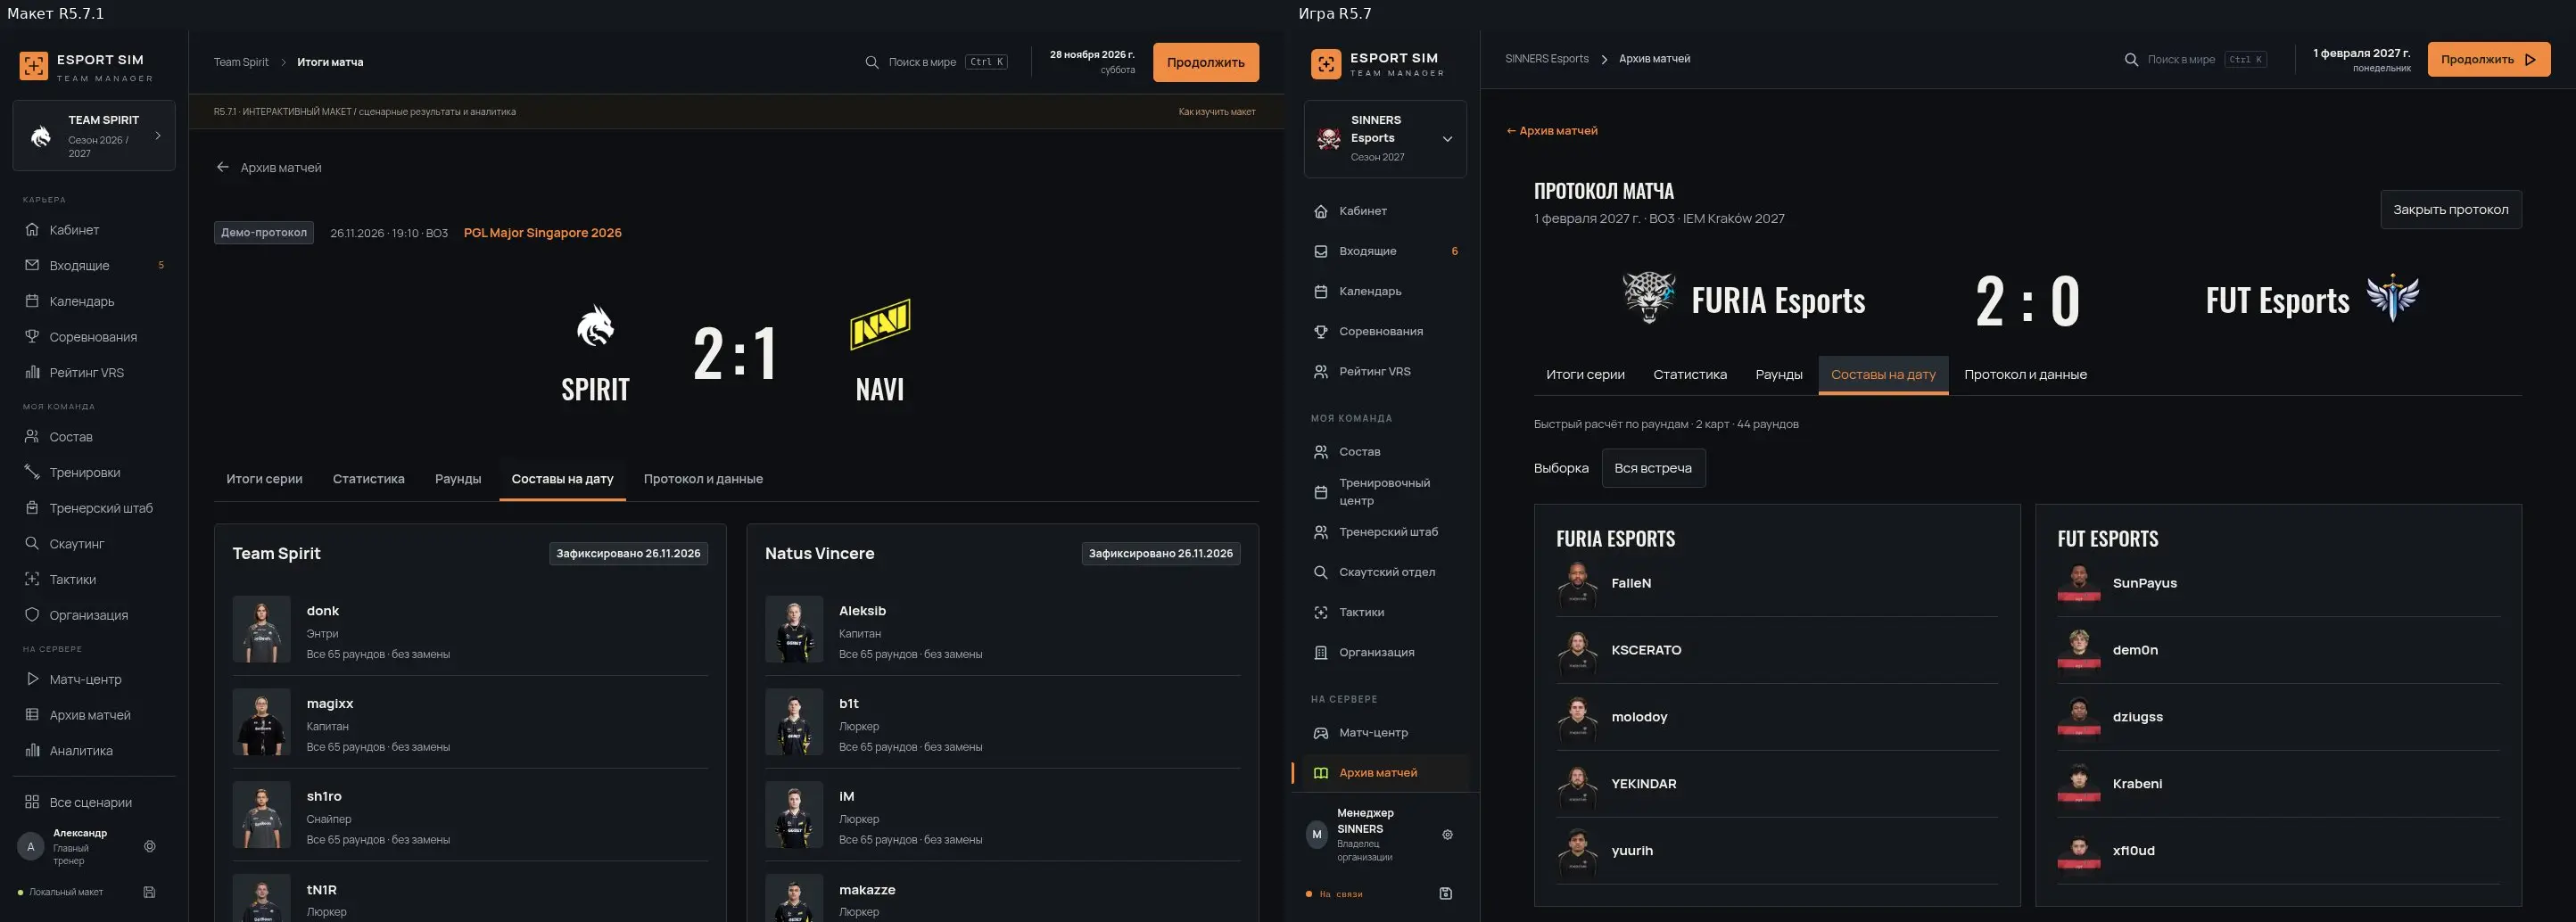 Макет R5.7.1
ESPORT SIM
TEAM MANAGER
TEAM SPIRIT
Сезон 2026 /
2027
КАРЬЕРА
Кабинет
Входящие 5
Календарь
Соревнования
Рейтинг VRS
МОЯ КОМАНДА
Состав
Тренировки
Тренерский штаб
Скаутинг
Тактики
Организация
НА СЕРВЕРЕ
Матч-центр
Архив матчей
Аналитика
Все сценарии
А
Александр
Главный
тренер
Локальный макет
Team Spirit > Итоги матча
Поиск в мире Ctrl K
28 ноября 2026 г.
суббота
Продолжить
R5.7.1 · ИНТЕРАКТИВНЫЙ МАКЕТ / сценарные результаты и аналитика
Как изучить макет
← Архив матчей
Демо-протокол 26.11.2026 · 19:10 · BO3 PGL Major Singapore 2026
SPIRIT
2:1
NAVI
Итоги серии Статистика Раунды Составы на дату Протокол и данные
Team Spirit Зафиксировано 26.11.2026
donk
Энтри
Все 65 раундов · без замены
magixx
Капитан
Все 65 раундов · без замены
sh1ro
Снайпер
Все 65 раундов · без замены
tN1R
Люркер
Natus Vincere Зафиксировано 26.11.2026
Aleksib
Капитан
Все 65 раундов · без замены
b1t
Люркер
Все 65 раундов · без замены
iM
Люркер
Все 65 раундов · без замены
makazze
Люркер
Игра R5.7
ESPORT SIM
TEAM MANAGER
SINNERS
Esports
Сезон 2027
Кабинет
Входящие 6
Календарь
Соревнования
Рейтинг VRS
МОЯ КОМАНДА
Состав
Тренировочный
центр
Тренерский штаб
Скаутский отдел
Тактики
Организация
НА СЕРВЕРЕ
Матч-центр
Архив матчей
М
Менеджер
SINNERS
Владелец
организации
На связи
SINNERS Esports > Архив матчей
Поиск в мире Ctrl K
1 февраля 2027 г.
понедельник
Продолжить
← Архив матчей
ПРОТОКОЛ МАТЧА
1 февраля 2027 г. · BO3 · IEM Kraków 2027
Закрыть протокол
FURIA Esports 2 : 0 FUT Esports
Итоги серии Статистика Раунды Составы на дату Протокол и данные
Быстрый расчёт по раундам · 2 карт · 44 раундов
Выборка Вся встреча
FURIA ESPORTS
FalleN
KSCERATO
molodoy
YEKINDAR
yuurih
FUT ESPORTS
SunPayus
dem0n
dziugss
Krabeni
xfl0ud